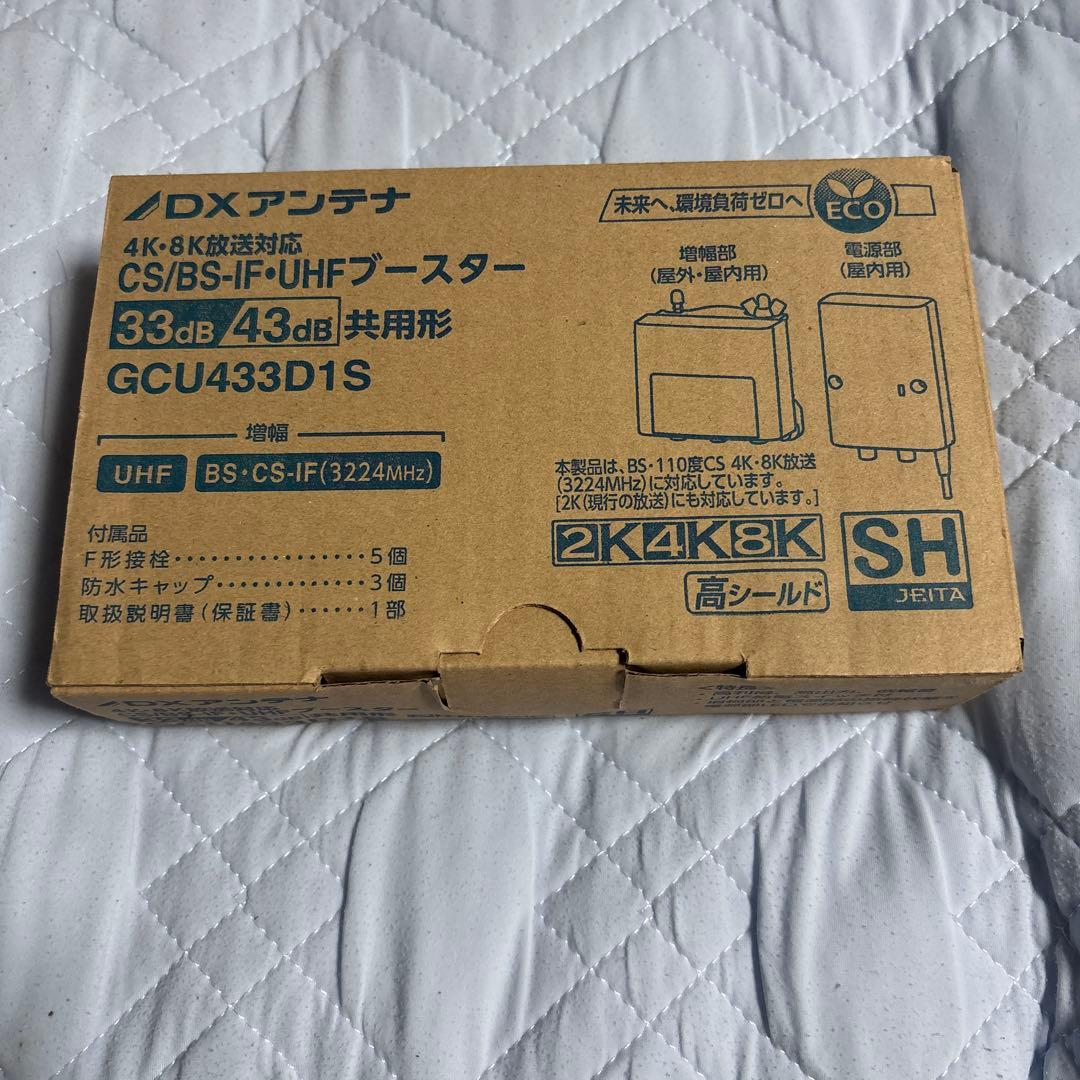 DXアンテナ
4K・8K放送対応
CS/BS-IF・UHFブースター
33dB/43dB 共用形
GCU433D1S
増幅
UHF BS・CS-IF(3224MHz)
付属品
F形接栓・・・・・・・・・・・・・・・・5個
防水キャップ・・・・・・・・・・・・3個
取扱説明書(保証書)・・・・・・1部
未来へ、環境負荷ゼロへ
ECO
増幅部
(屋外・屋内用)
電源部
(屋内用)
本製品は、BS・110度CS 4K・8K放送
(3224MHz)に対応しています。
[2K(現行の放送)にも対応しています。]
2K4K8K
高シールド
SH
JEITA
DXアンテナ